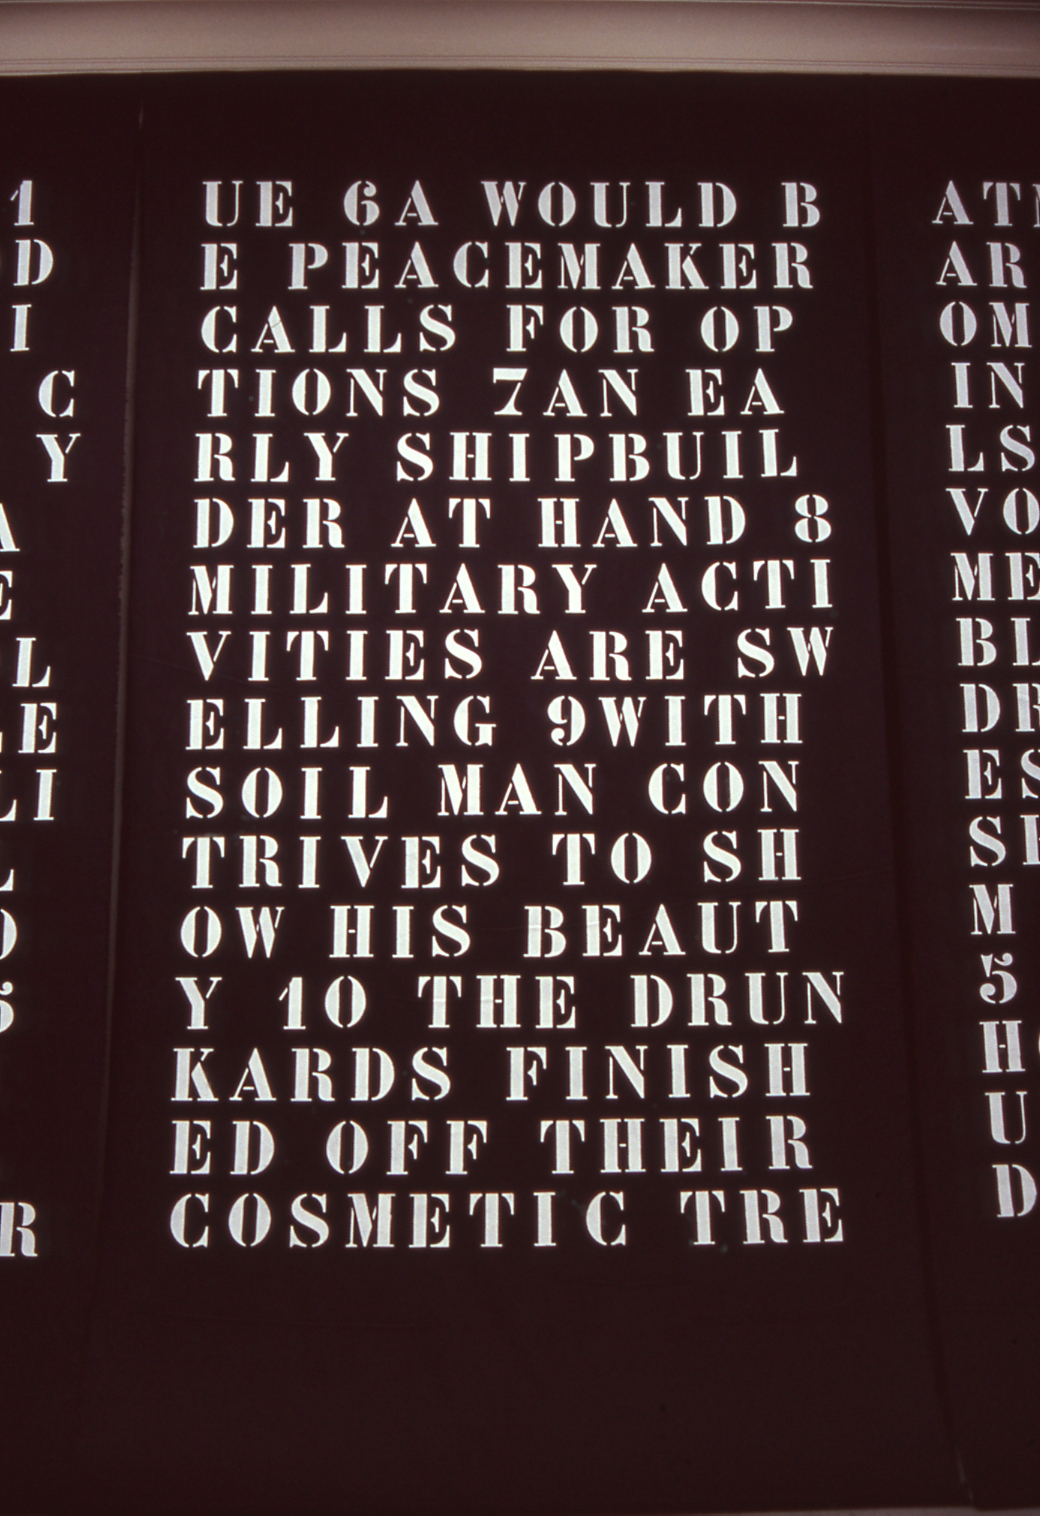 UE 6A WOULD B
E PEACEMAKER
CALLS FOR OP
TIONS 7AN EA
RLY SHIPBUIL
DER AT HAND 8
MILITARY ACTI
VITIES ARE SW
ELLING 9WITH
SOIL MAN CON
TRIVES TO SH
OW HIS BEAUT
Y 10 THE DRUN
KARDS FINISH
ED OFF THEIR
COSMETIC TRE